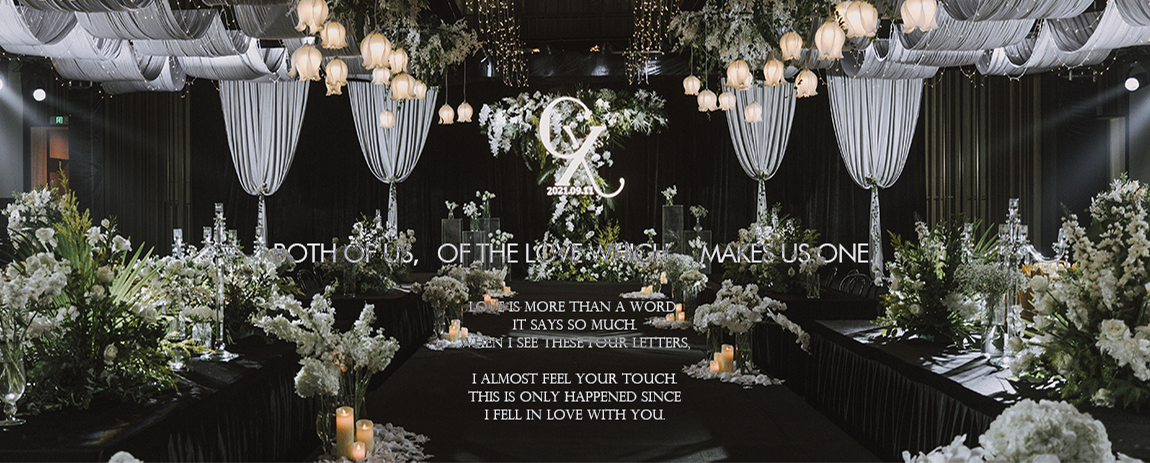 2021.09.11
BOTH OF US, OF THE LOVE WHICH MAKES US ONE.
LOVE IS MORE THAN A WORD
IT SAYS SO MUCH.
WHEN I SEE THESE FOUR LETTERS,
I ALMOST FEEL YOUR TOUCH.
THIS IS ONLY HAPPENED SINCE
I FELL IN LOVE WITH YOU.